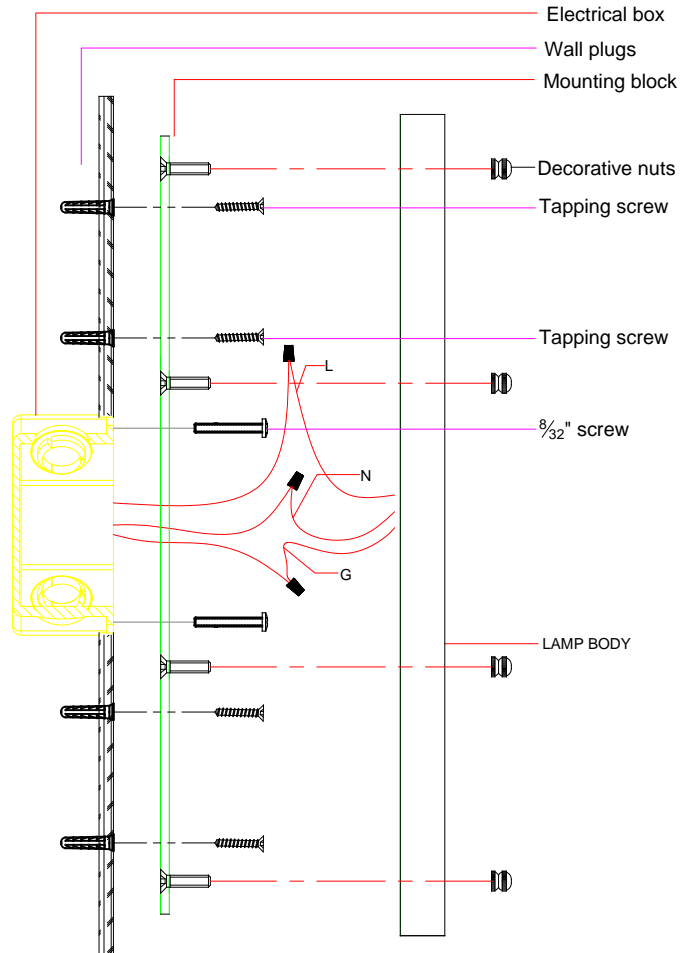 Electrical box
Wall plugs
Mounting block
Decorative nuts
Tapping screw
Tapping screw
L
8/32" screw
N
G
LAMP BODY